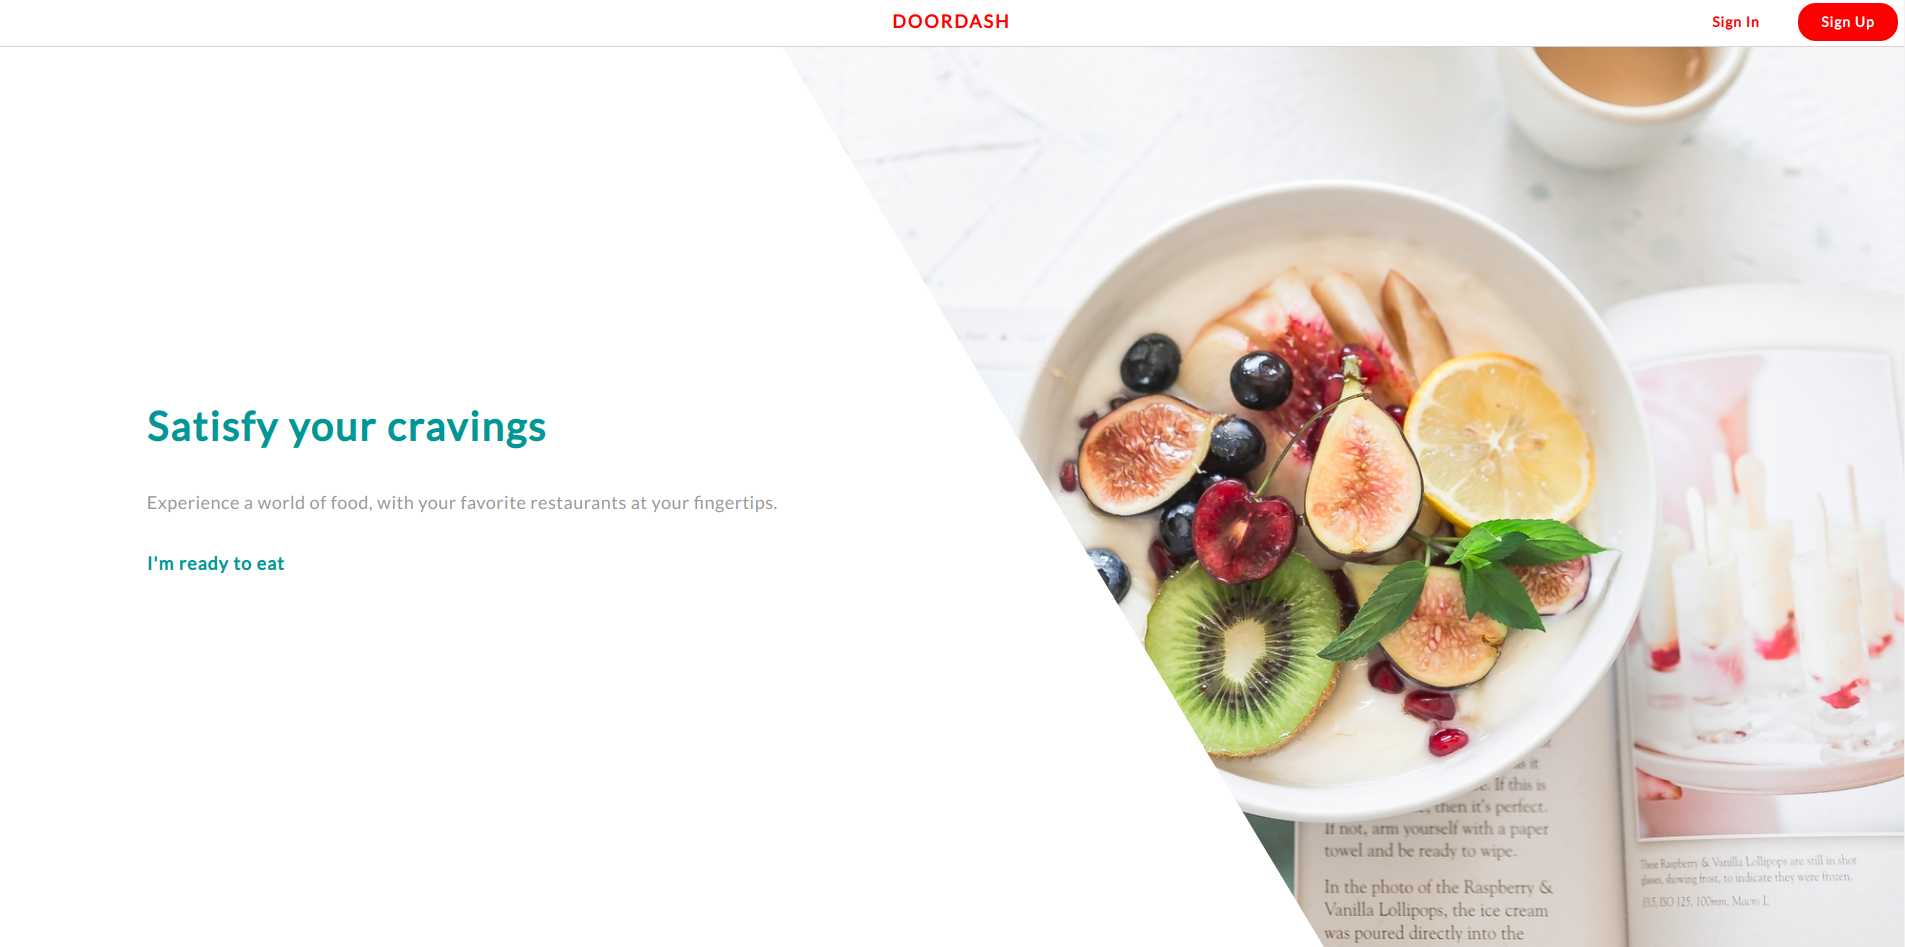 DOORDASH
Sign In
Sign Up
Satisfy your cravings
Experience a world of food, with your favorite restaurants at your fingertips.
I'm ready to eat
as it
If this is
, then it's perfect.
If not, arm yourself with a paper
towel and be ready to wipe.
In the photo of the Raspberry &
Vanilla Lollipops, the ice cream
was poured directly into the
These Raspberry & Vanilla Lollipops are still in shot
glasses, showing frost, to indicate they were frozen.
f3.5, ISO 125, 100mm, Macro L